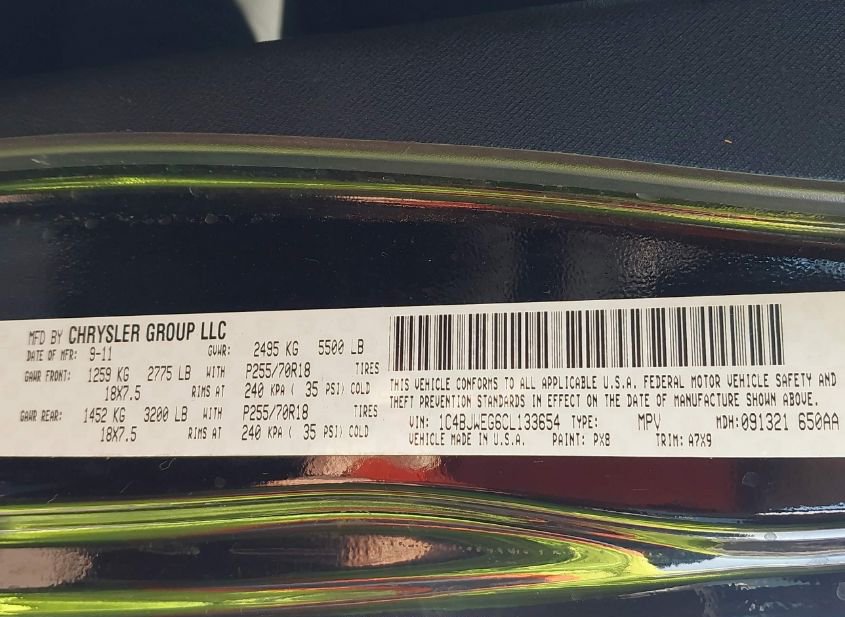 MFD BY CHRYSLER GROUP LLC
DATE OF MFR: 9-11 GVWR: 2495 KG 5500 LB
GAWR FRONT: 1259 KG 2775 LB WITH P255/70R18 TIRES
18X7.5 RIMS AT 240 KPA ( 35 PSI) COLD
GAWR REAR: 1452 KG 3200 LB WITH P255/70R18 TIRES
18X7.5 RIMS AT 240 KPA ( 35 PSI) COLD
THIS VEHICLE CONFORMS TO ALL APPLICABLE U.S.A. FEDERAL MOTOR VEHICLE SAFETY AND
THEFT PREVENTION STANDARDS IN EFFECT ON THE DATE OF MANUFACTURE SHOWN ABOVE.
VIN: 1C4BJWEG6CL133654 TYPE: MPV MDH: 091321 650AA
VEHICLE MADE IN U.S.A. PAINT: PX8 TRIM: A7X9